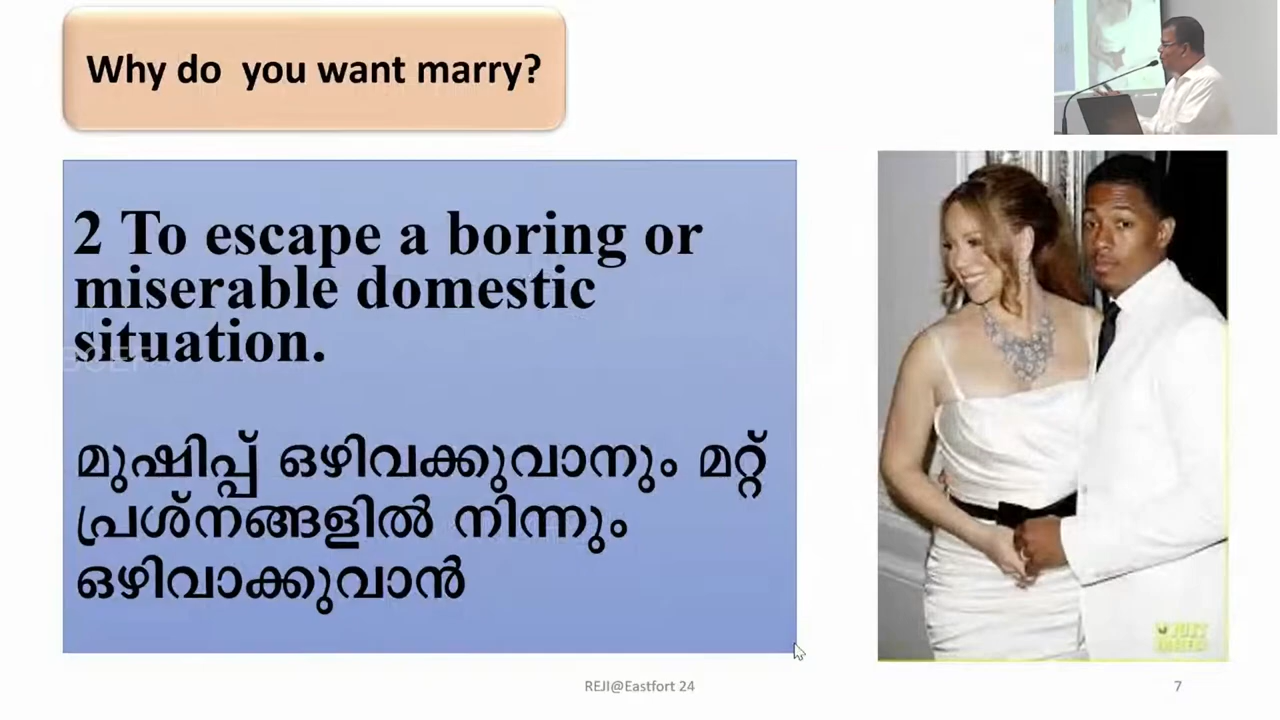 Why do you want marry?
2 To escape a boring or
miserable domestic
situation.
മുഷിപ്പ് ഒഴിവക്കുവാനും മറ്റ്
പ്രശ്നങ്ങളിൽ നിന്നും
ഒഴിവാക്കുവാൻ
REJI@Eastfort 24
7